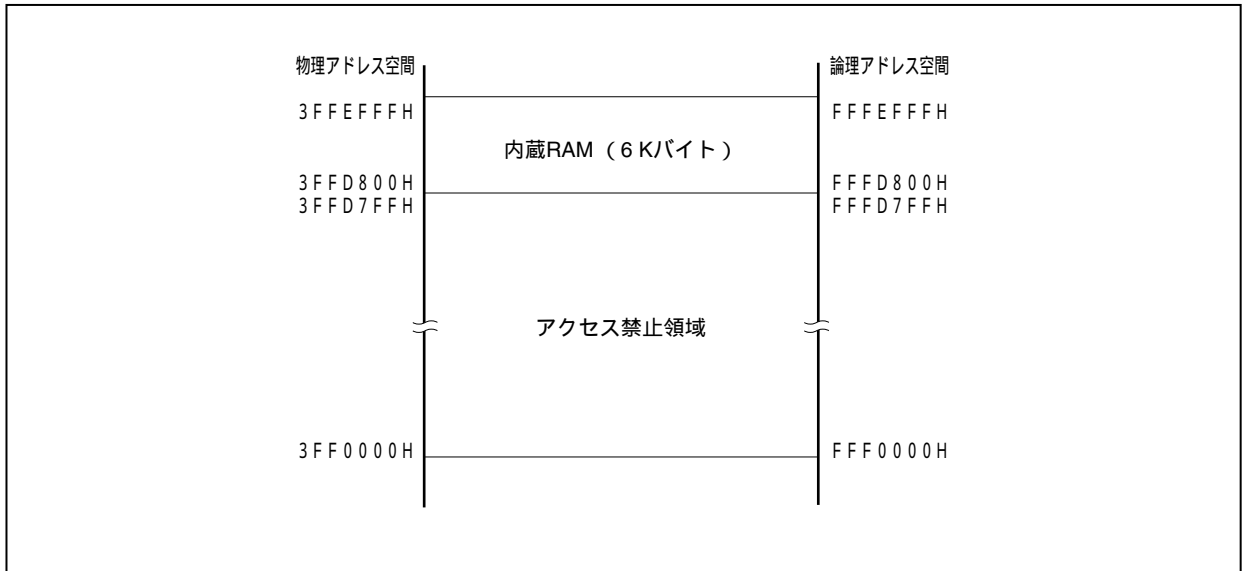 物理アドレス空間 論理アドレス空間
3FFEFFFH FFFEFFFH
内蔵RAM（6 Kバイト）
3FFD800H FFFD800H
3FFD7FFH FFFD7FFH
アクセス禁止領域
3FF0000H FFF0000H